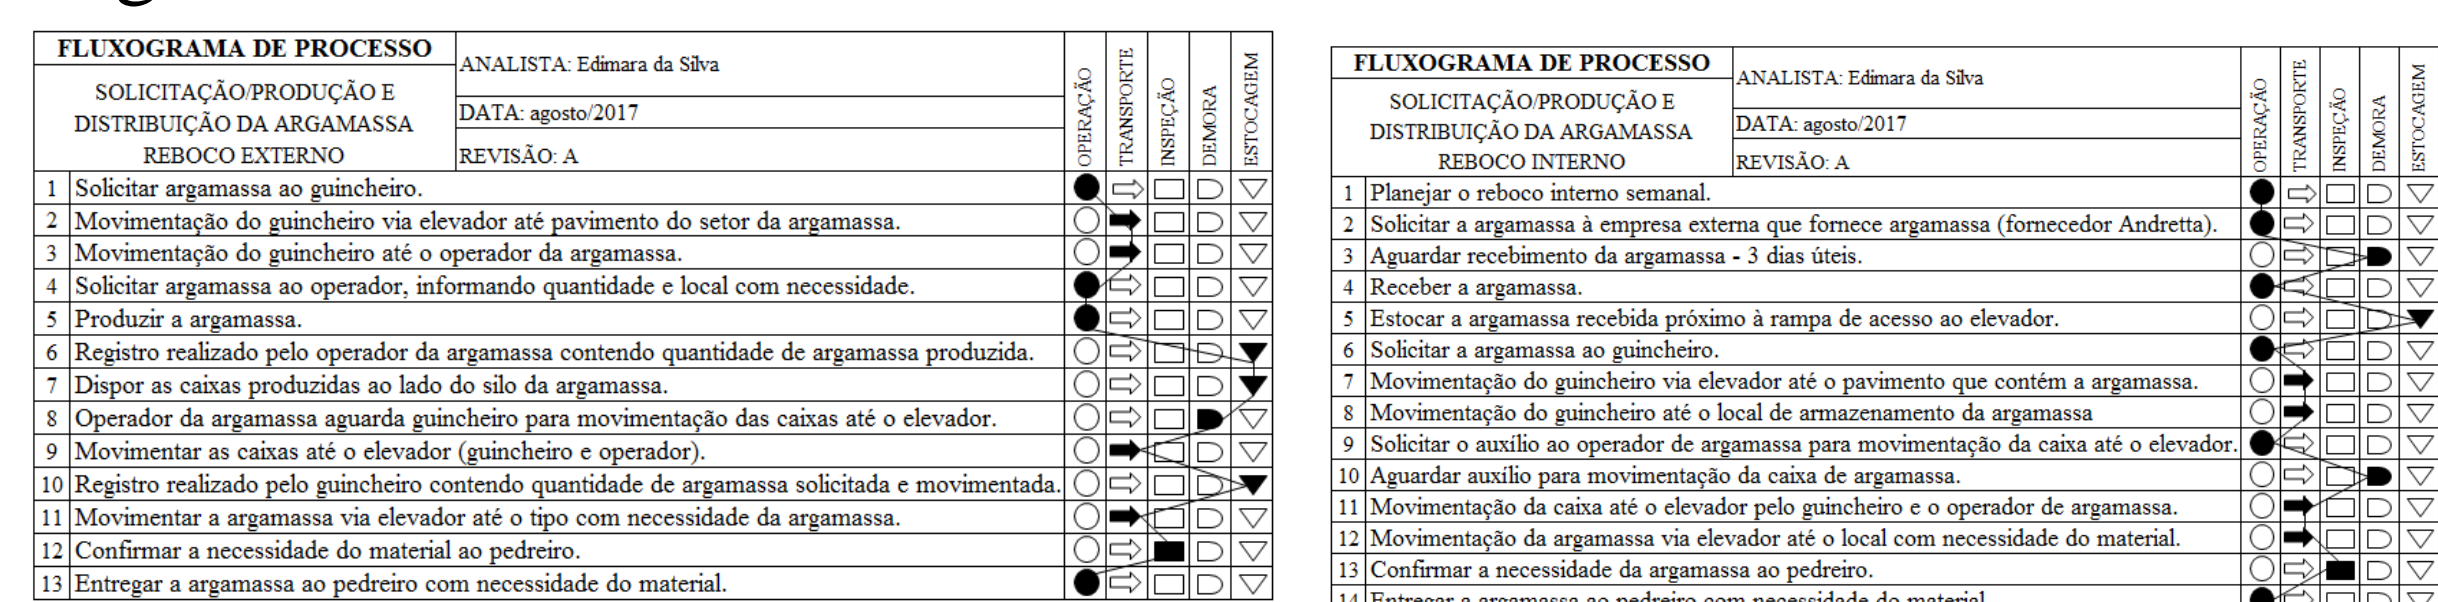 FLUXOGRAMA DE PROCESSO
SOLICITAÇÃO/PRODUÇÃO E
DISTRIBUIÇÃO DA ARGAMASSA
REBOCO EXTERNO
ANALISTA: Edimara da Silva
DATA: agosto/2017
REVISÃO: A
OPERAÇÃO
TRANSPORTE
INSPEÇÃO
DEMORA
ESTOCAGEM
1 Solicitar argamassa ao guincheiro.
2 Movimentação do guincheiro via elevador até pavimento do setor da argamassa.
3 Movimentação do guincheiro até o operador da argamassa.
4 Solicitar argamassa ao operador, informando quantidade e local com necessidade.
5 Produzir a argamassa.
6 Registro realizado pelo operador da argamassa contendo quantidade de argamassa produzida.
7 Dispor as caixas produzidas ao lado do silo da argamassa.
8 Operador da argamassa aguarda guincheiro para movimentação das caixas até o elevador.
9 Movimentar as caixas até o elevador (guincheiro e operador).
10 Registro realizado pelo guincheiro contendo quantidade de argamassa solicitada e movimentada.
11 Movimentar a argamassa via elevador até o tipo com necessidade da argamassa.
12 Confirmar a necessidade do material ao pedreiro.
13 Entregar a argamassa ao pedreiro com necessidade do material.
FLUXOGRAMA DE PROCESSO
SOLICITAÇÃO/PRODUÇÃO E
DISTRIBUIÇÃO DA ARGAMASSA
REBOCO INTERNO
ANALISTA: Edimara da Silva
DATA: agosto/2017
REVISÃO: A
OPERAÇÃO
TRANSPORTE
INSPEÇÃO
DEMORA
ESTOCAGEM
1 Planejar o reboco interno semanal.
2 Solicitar a argamassa à empresa externa que fornece argamassa (fornecedor Andretta).
3 Aguardar recebimento da argamassa - 3 dias úteis.
4 Receber a argamassa.
5 Estocar a argamassa recebida próximo à rampa de acesso ao elevador.
6 Solicitar a argamassa ao guincheiro.
7 Movimentação do guincheiro via elevador até o pavimento que contém a argamassa.
8 Movimentação do guincheiro até o local de armazenamento da argamassa
9 Solicitar o auxílio ao operador de argamassa para movimentação da caixa até o elevador.
10 Aguardar auxílio para movimentação da caixa de argamassa.
11 Movimentação da caixa até o elevador pelo guincheiro e o operador de argamassa.
12 Movimentação da argamassa via elevador até o local com necessidade do material.
13 Confirmar a necessidade da argamassa ao pedreiro.
14 Entregar a argamassa ao pedreiro com necessidade do material